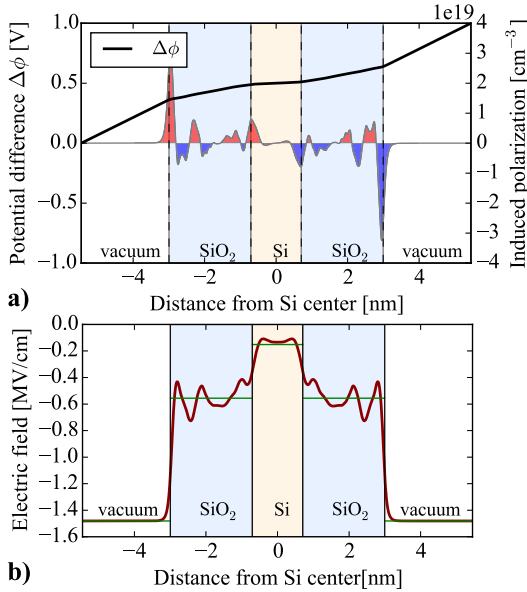 1e19
Potential difference Δϕ [V]
1.0
0.5
0.0
−0.5
−1.0
Δϕ
4
3
2
1
0
−1
−2
−3
−4
Induced polarization [cm⁻³]
vacuum
SiO₂
Si
SiO₂
vacuum
−4
−2
0
2
4
a)
Distance from Si center [nm]
Electric field [MV/cm]
0.0
−0.2
−0.4
−0.6
−0.8
−1.0
−1.2
−1.4
−1.6
vacuum
SiO₂
Si
SiO₂
vacuum
−4
−2
0
2
4
b)
Distance from Si center[nm]